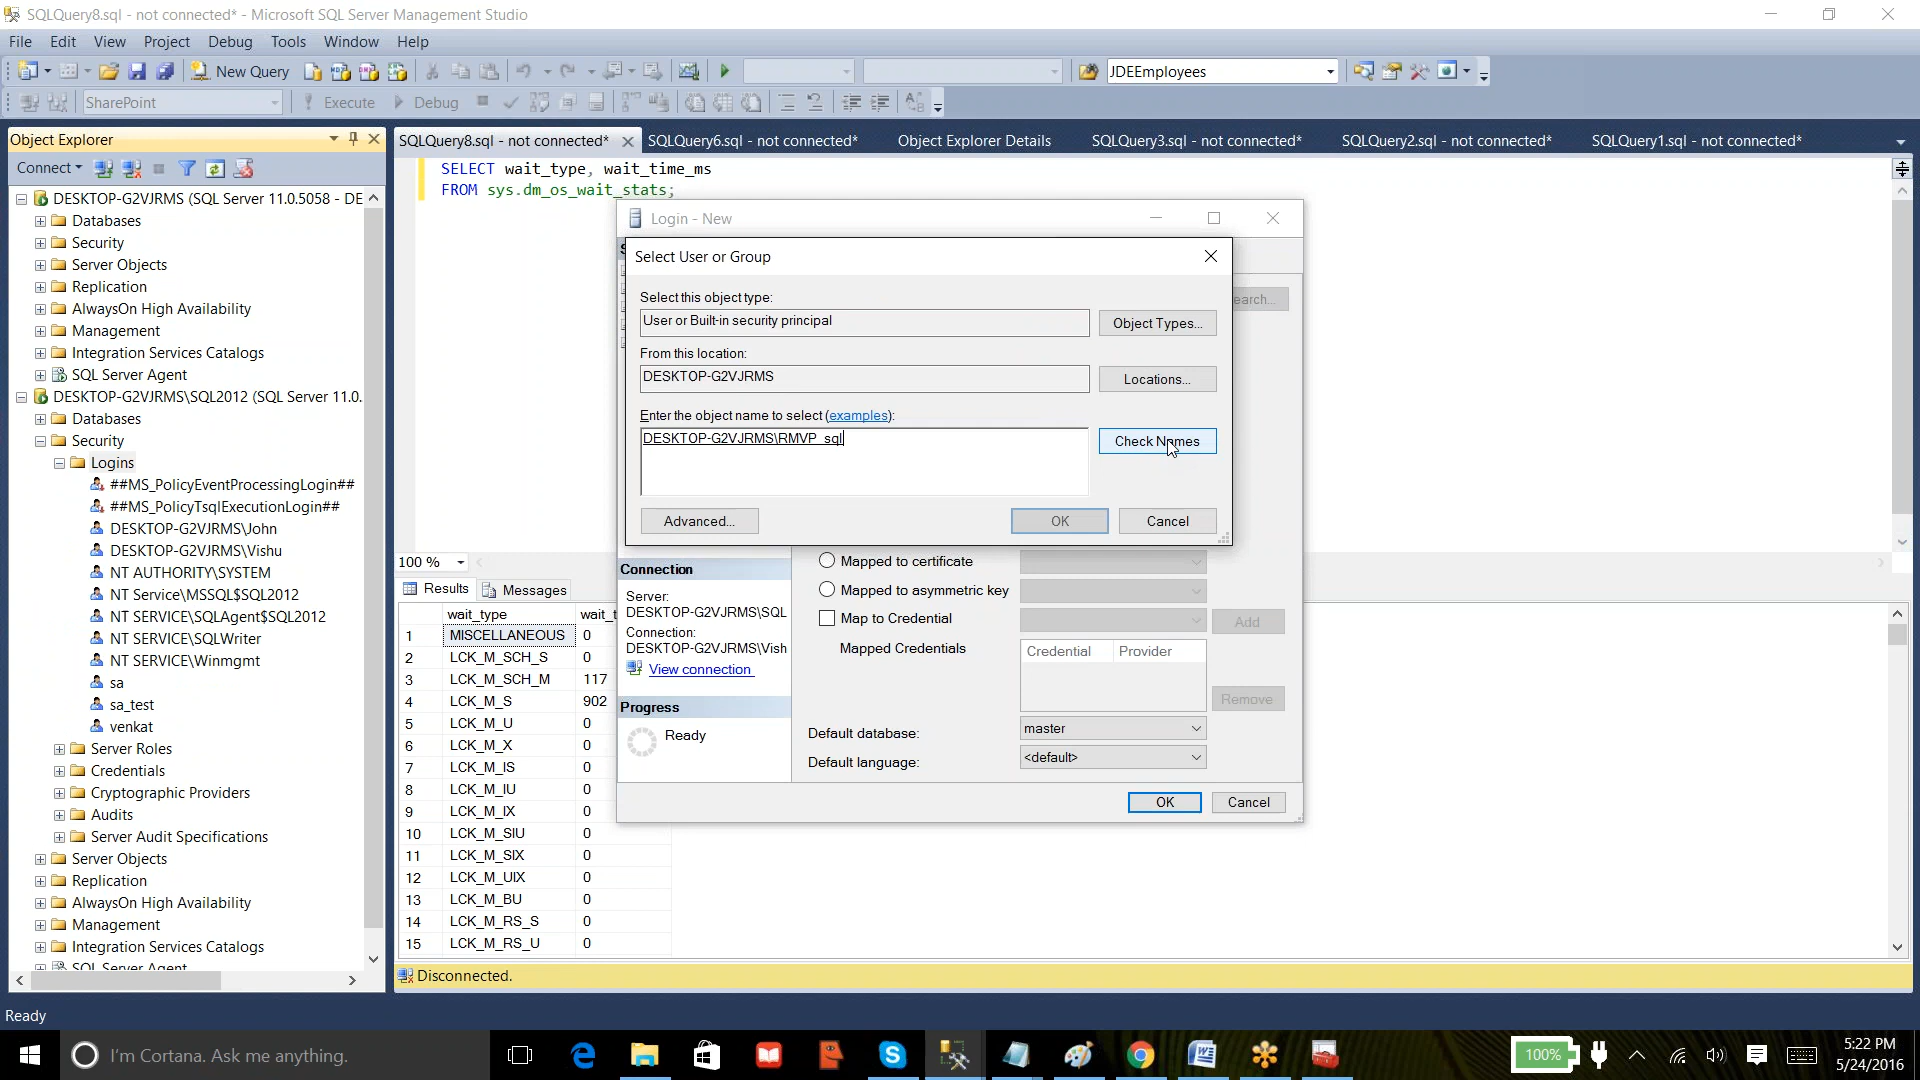 SQLQuery8.sql - not connected* - Microsoft SQL Server Management Studio
File Edit View Project Debug Tools Window Help
New Query JDEEmployees
SharePoint Execute Debug
Object Explorer
SQLQuery8.sql - not connected* SQLQuery6.sql - not connected* Object Explorer Details SQLQuery3.sql - not connected* SQLQuery2.sql - not connected* SQLQuery1.sql - not connected*
Connect
DESKTOP-G2VJRMS (SQL Server 11.0.5058 - DE
Databases
Security
Server Objects
Replication
AlwaysOn High Availability
Management
Integration Services Catalogs
SQL Server Agent
DESKTOP-G2VJRMS\SQL2012 (SQL Server 11.0.
Databases
Security
Logins
##MS_PolicyEventProcessingLogin##
##MS_PolicyTsqlExecutionLogin##
DESKTOP-G2VJRMS\John
DESKTOP-G2VJRMS\Vishu
NT AUTHORITY\SYSTEM
NT Service\MSSQL$SQL2012
NT SERVICE\SQLAgent$SQL2012
NT SERVICE\SQLWriter
NT SERVICE\Winmgmt
sa
sa_test
venkat
Server Roles
Credentials
Cryptographic Providers
Audits
Server Audit Specifications
Server Objects
Replication
AlwaysOn High Availability
Management
Integration Services Catalogs
SQL Server Agent
SELECT wait_type, wait_time_ms
FROM sys.dm_os_wait_stats;
Login - New
Select User or Group
Select this object type:
User or Built-in security principal
Object Types...
From this location:
DESKTOP-G2VJRMS
Locations...
Enter the object name to select (examples):
DESKTOP-G2VJRMS\RMVP_sql
Check Names
Advanced... OK Cancel
earch...
Connection
Server:
DESKTOP-G2VJRMS\SQL
Connection:
DESKTOP-G2VJRMS\Vish
View connection
Progress
Ready
Mapped to certificate
Mapped to asymmetric key
Map to Credential
Add
Mapped Credentials
Credential Provider
Remove
Default database: master
Default language: <default>
OK Cancel
100 %
Results Messages
wait_type wait_t
1 MISCELLANEOUS 0
2 LCK_M_SCH_S 0
3 LCK_M_SCH_M 117
4 LCK_M_S 902
5 LCK_M_U 0
6 LCK_M_X 0
7 LCK_M_IS 0
8 LCK_M_IU 0
9 LCK_M_IX 0
10 LCK_M_SIU 0
11 LCK_M_SIX 0
12 LCK_M_UIX 0
13 LCK_M_BU 0
14 LCK_M_RS_S 0
15 LCK_M_RS_U 0
Disconnected.
Ready
I'm Cortana. Ask me anything.
100%
5:22 PM
5/24/2016